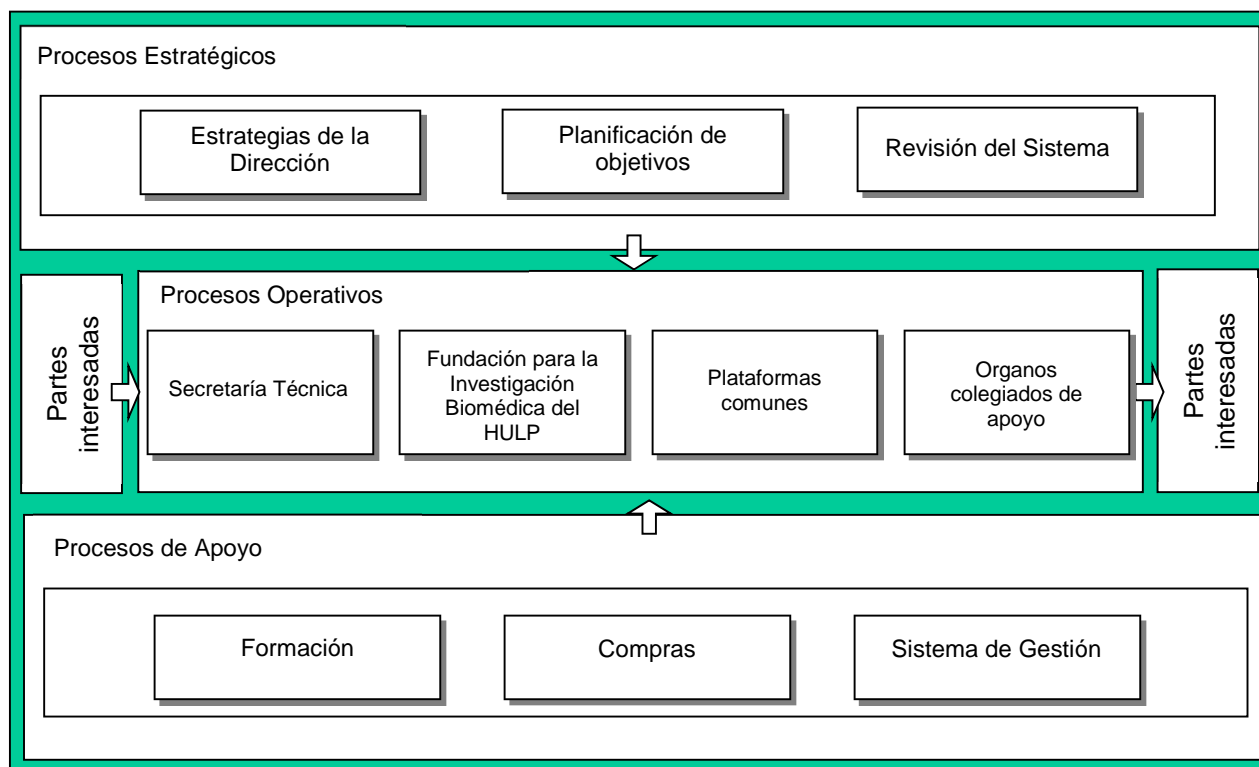 Procesos Estratégicos
Estrategias de la
Dirección
Planificación de
objetivos
Revisión del Sistema
Partes
interesadas
Procesos Operativos
Secretaría Técnica
Fundación para la
Investigación
Biomédica del
HULP
Plataformas
comunes
Organos
colegiados de
apoyo
Partes
interesadas
Procesos de Apoyo
Formación
Compras
Sistema de Gestión